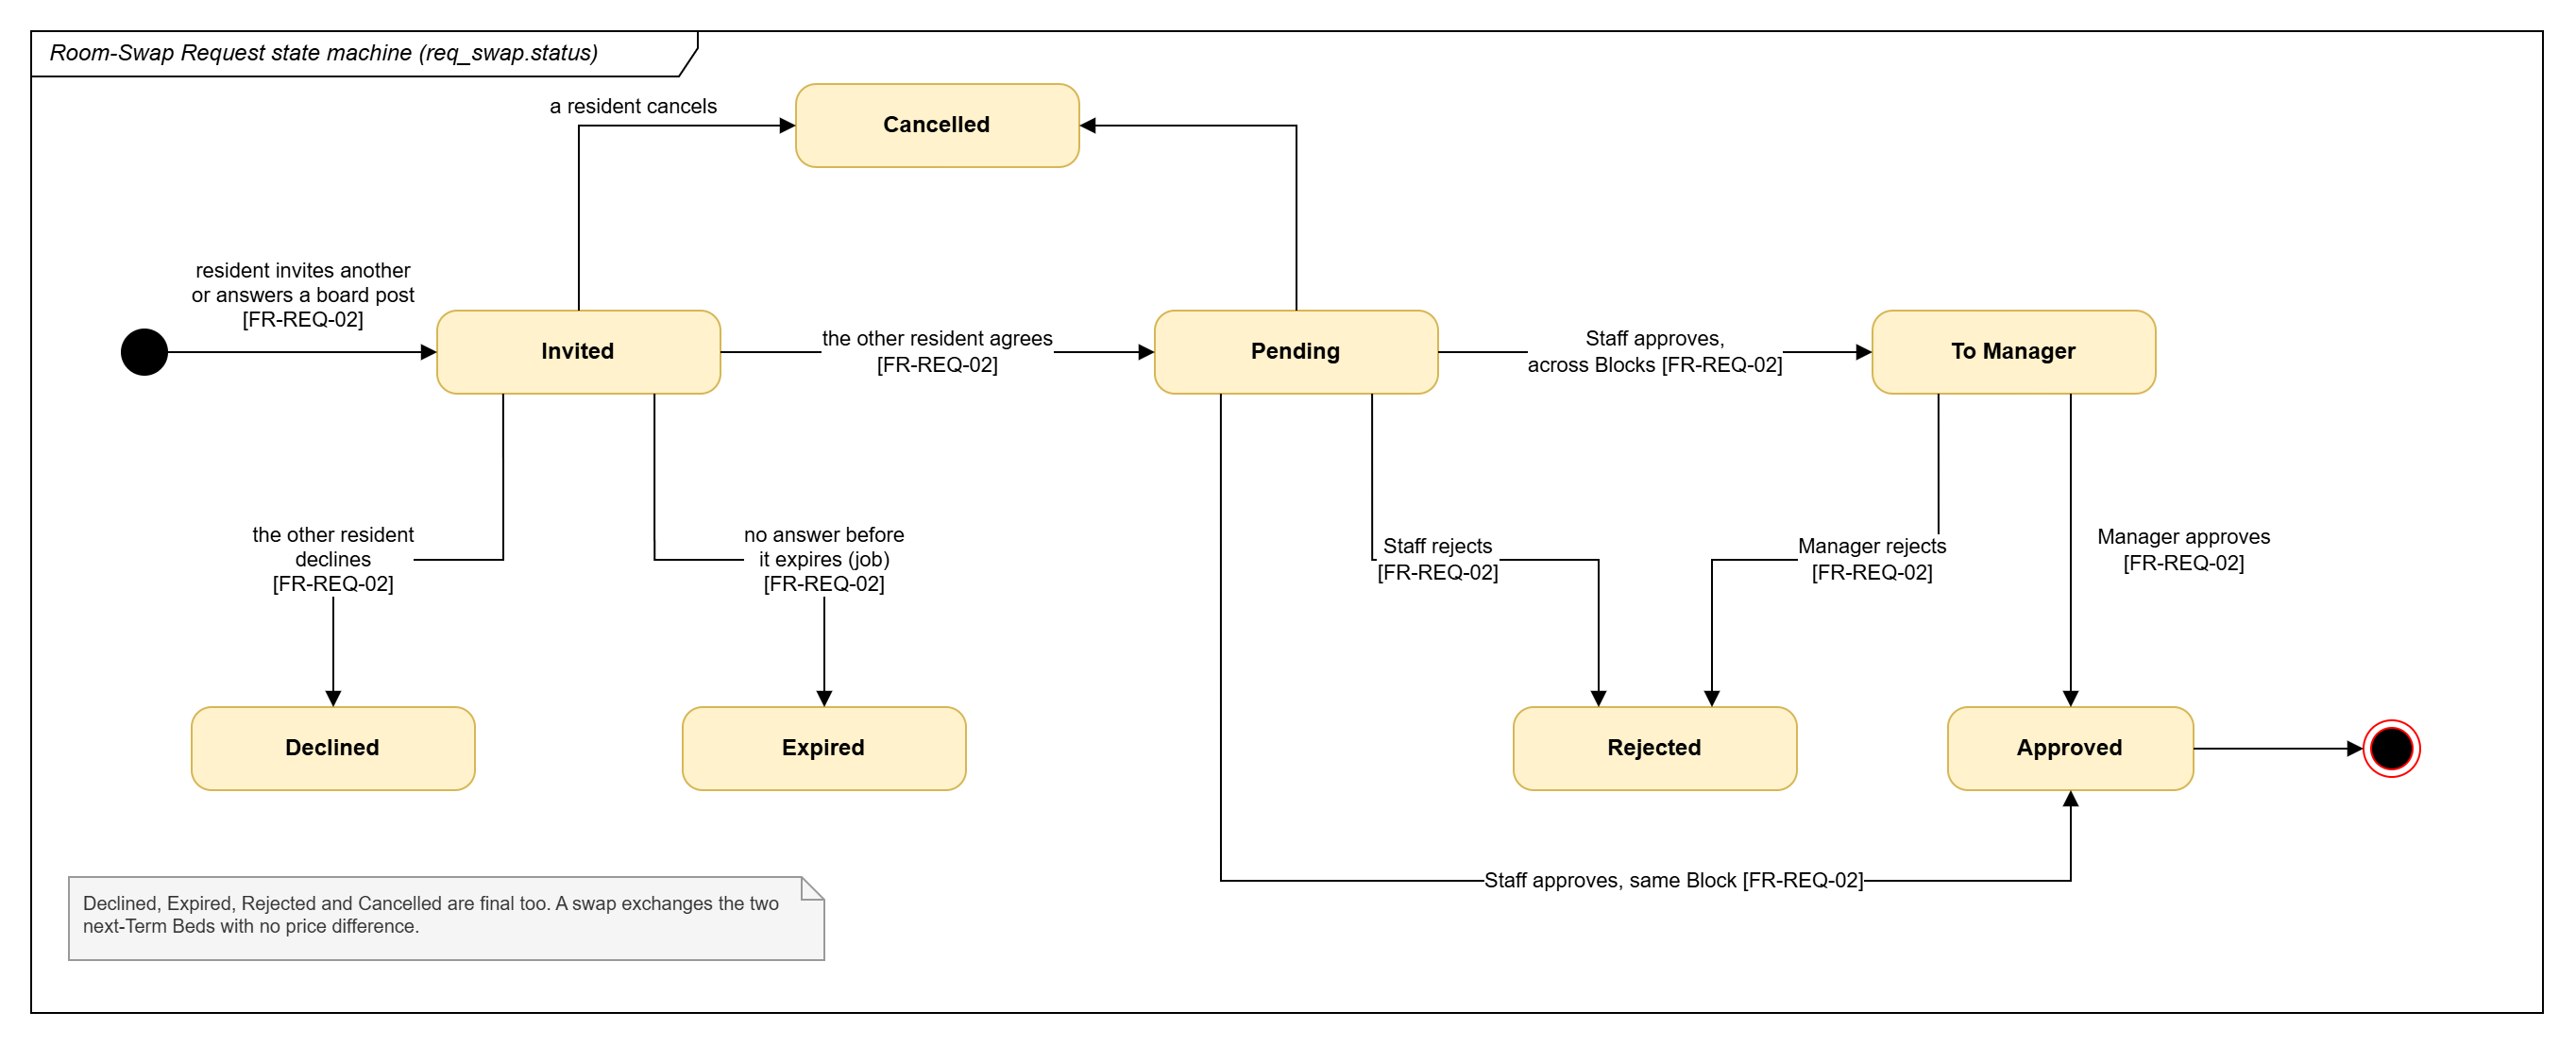 Room-Swap Request state machine (req_swap.status)
a resident cancels
Cancelled
resident invites another
or answers a board post
[FR-REQ-02]
Invited
the other resident agrees
[FR-REQ-02]
Pending
Staff approves,
across Blocks [FR-REQ-02]
To Manager
the other resident
declines
[FR-REQ-02]
no answer before
it expires (job)
[FR-REQ-02]
Staff rejects
[FR-REQ-02]
Manager rejects
[FR-REQ-02]
Manager approves
[FR-REQ-02]
Declined
Expired
Rejected
Approved
Staff approves, same Block [FR-REQ-02]
Declined, Expired, Rejected and Cancelled are final too. A swap exchanges the two
next-Term Beds with no price difference.